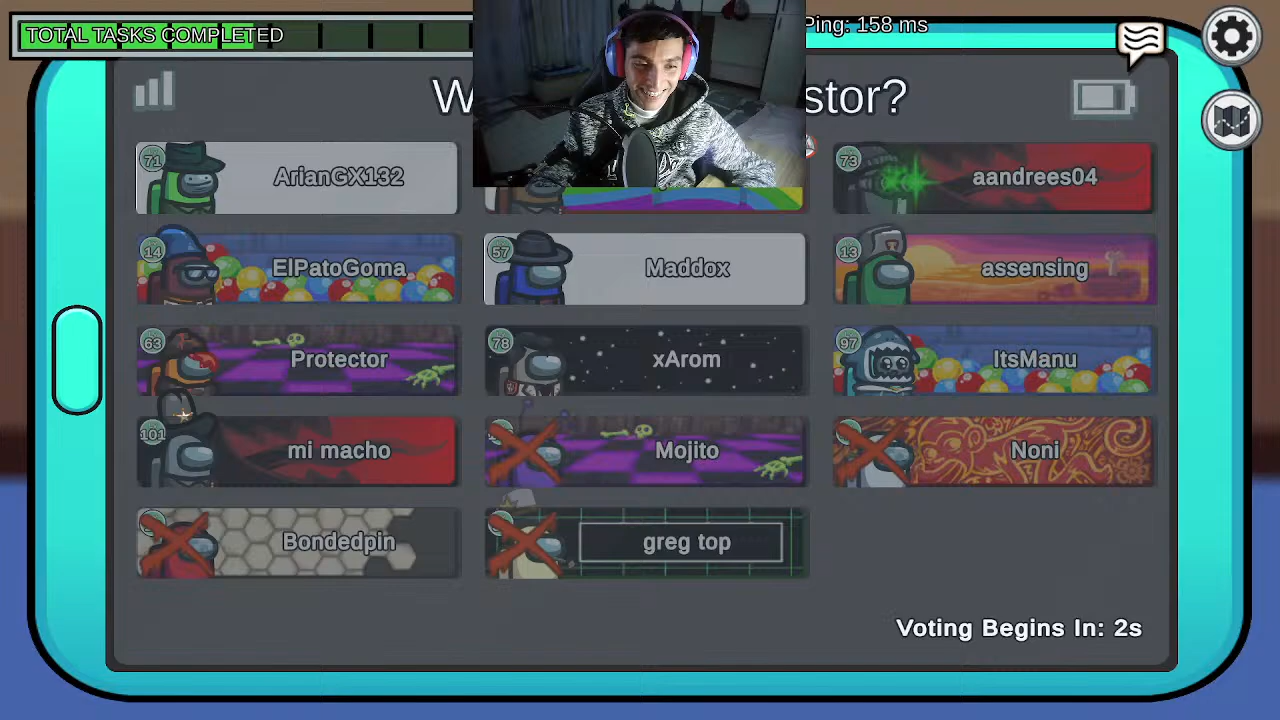 TOTAL TASKS COMPLETED
Ping: 158 ms
W stor?
71 ArianGX132
73 aandrees04
14 ElPatoGoma
57 Maddox
13 assensing
63 Protector
78 xArom
97 ItsManu
101 mi macho
Mojito
Noni
Bondedpin
greg top
Voting Begins In: 2s